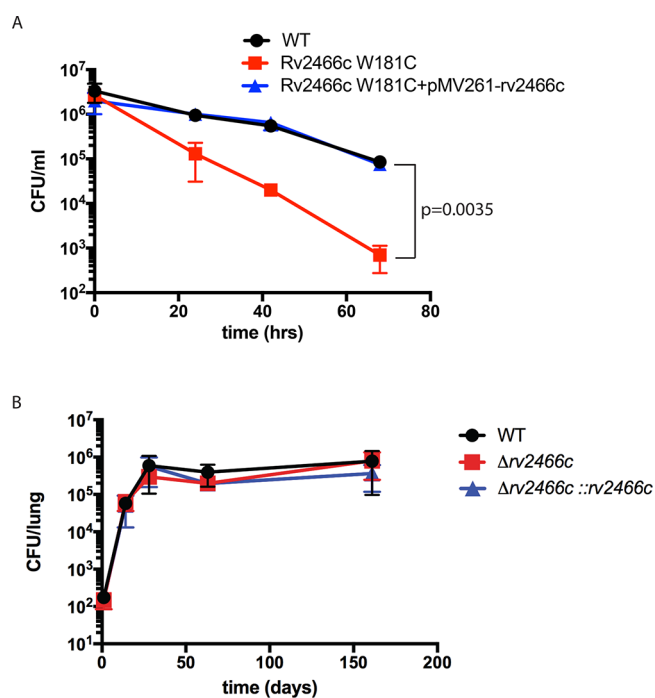 A
WT
Rv2466c W181C
Rv2466c W181C+pMV261-rv2466c
10⁷
10⁶
10⁵
10⁴
10³
10²
CFU/ml
p=0.0035
0 20 40 60 80
time (hrs)
B
WT
Δrv2466c
Δrv2466c ::rv2466c
10⁷
10⁶
10⁵
10⁴
10³
10²
10¹
CFU/lung
0 50 100 150 200
time (days)